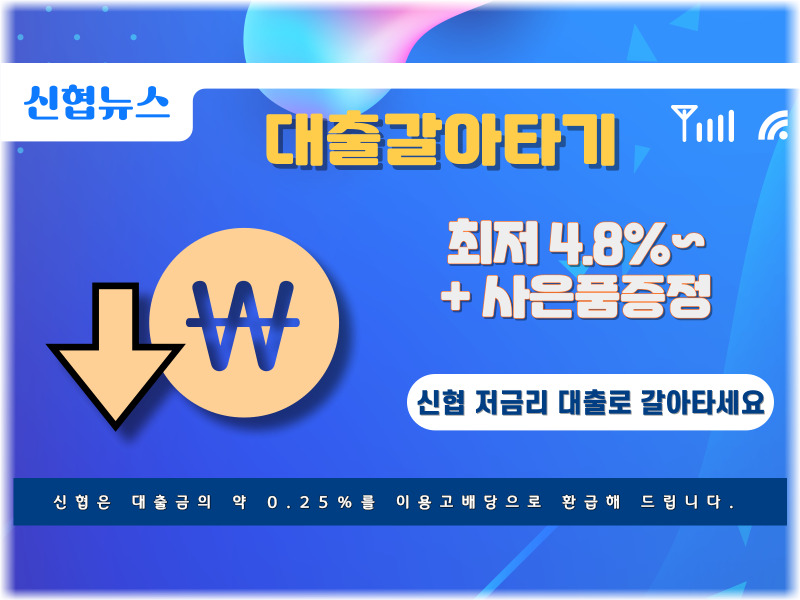 신협뉴스
대출갈아타기
최저 4.8%~
+ 사은품증정
신협 저금리 대출로 갈아타세요
신협은 대출금의 약 0.25%를 이용고배당으로 환급해 드립니다.